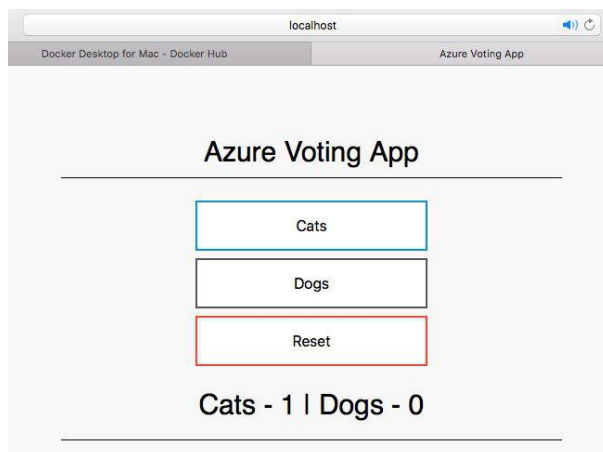 localhost
Docker Desktop for Mac - Docker Hub
Azure Voting App
Azure Voting App
Cats
Dogs
Reset
Cats - 1 | Dogs - 0